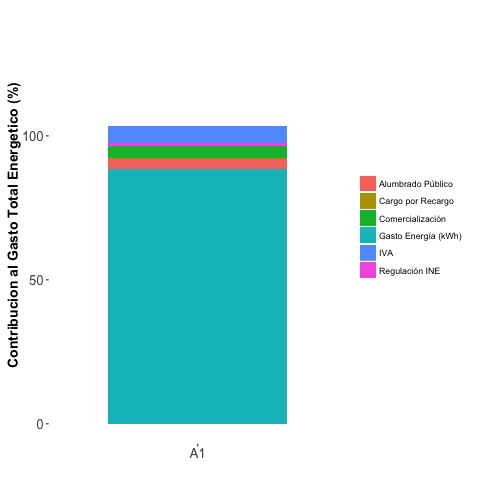 Contribucion al Gasto Total Energetico (%)
100
50
0
A1
Alumbrado Público
Cargo por Recargo
Comercialización
Gasto Energía (kWh)
IVA
Regulación INE